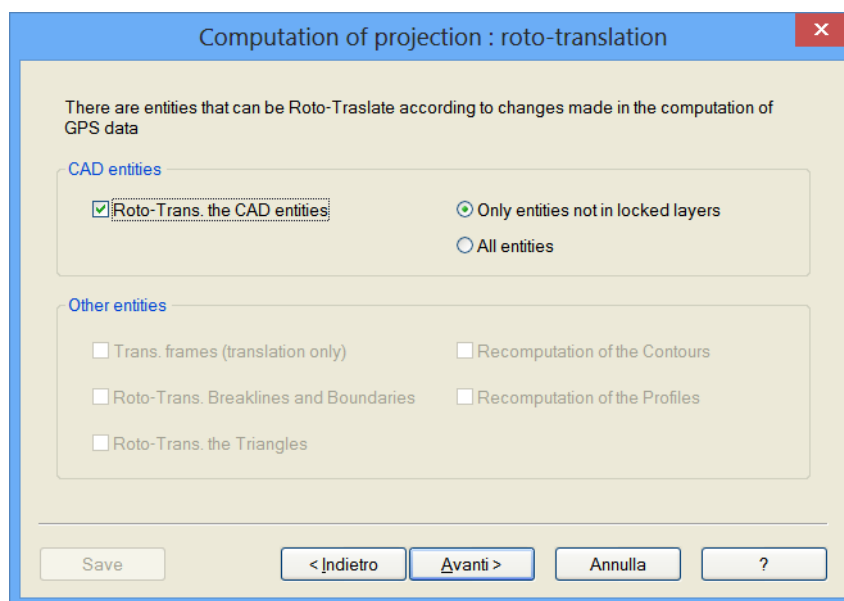 Computation of projection : roto-translation
There are entities that can be Roto-Traslate according to changes made in the computation of
GPS data
CAD entities
Roto-Trans. the CAD entities
Only entities not in locked layers
All entities
Other entities
Trans. frames (translation only)
Recomputation of the Contours
Roto-Trans. Breaklines and Boundaries
Recomputation of the Profiles
Roto-Trans. the Triangles
Save
< Indietro
Avanti >
Annulla
?